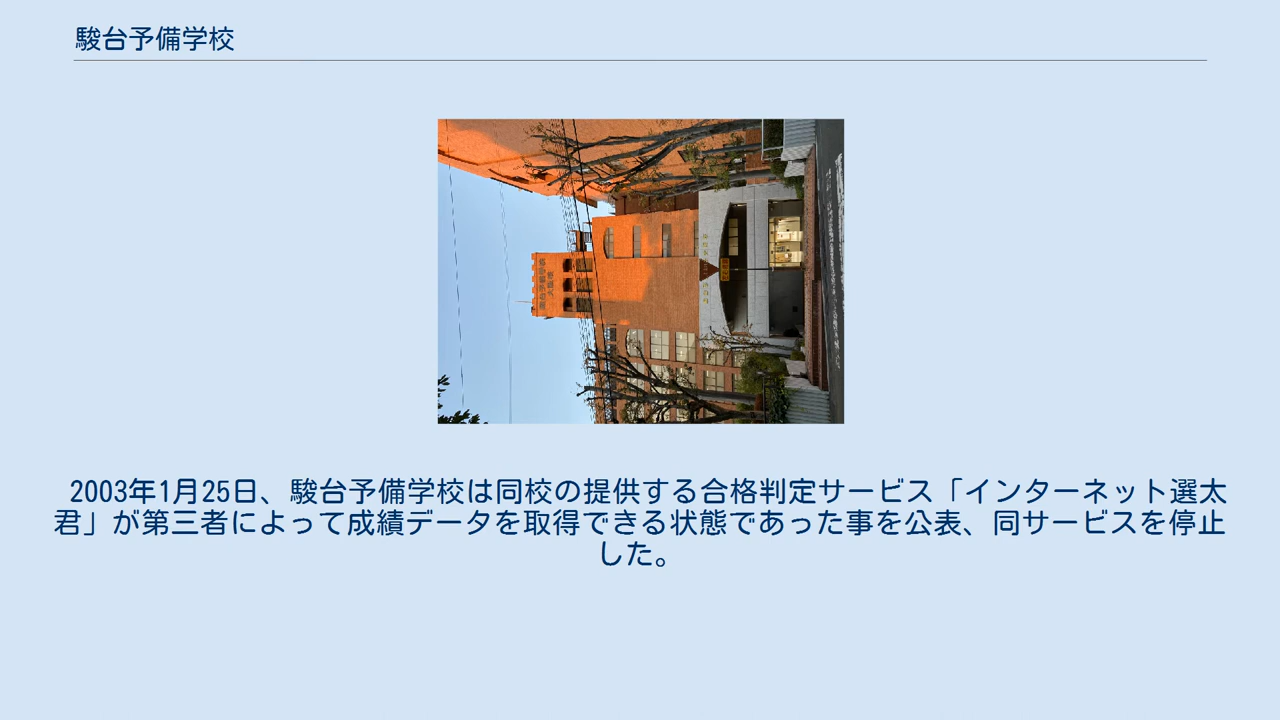 駿台予備学校
2003年1月25日、駿台予備学校は同校の提供する合格判定サービス「インターネット選太
君」が第三者によって成績データを取得できる状態であった事を公表、同サービスを停止
した。